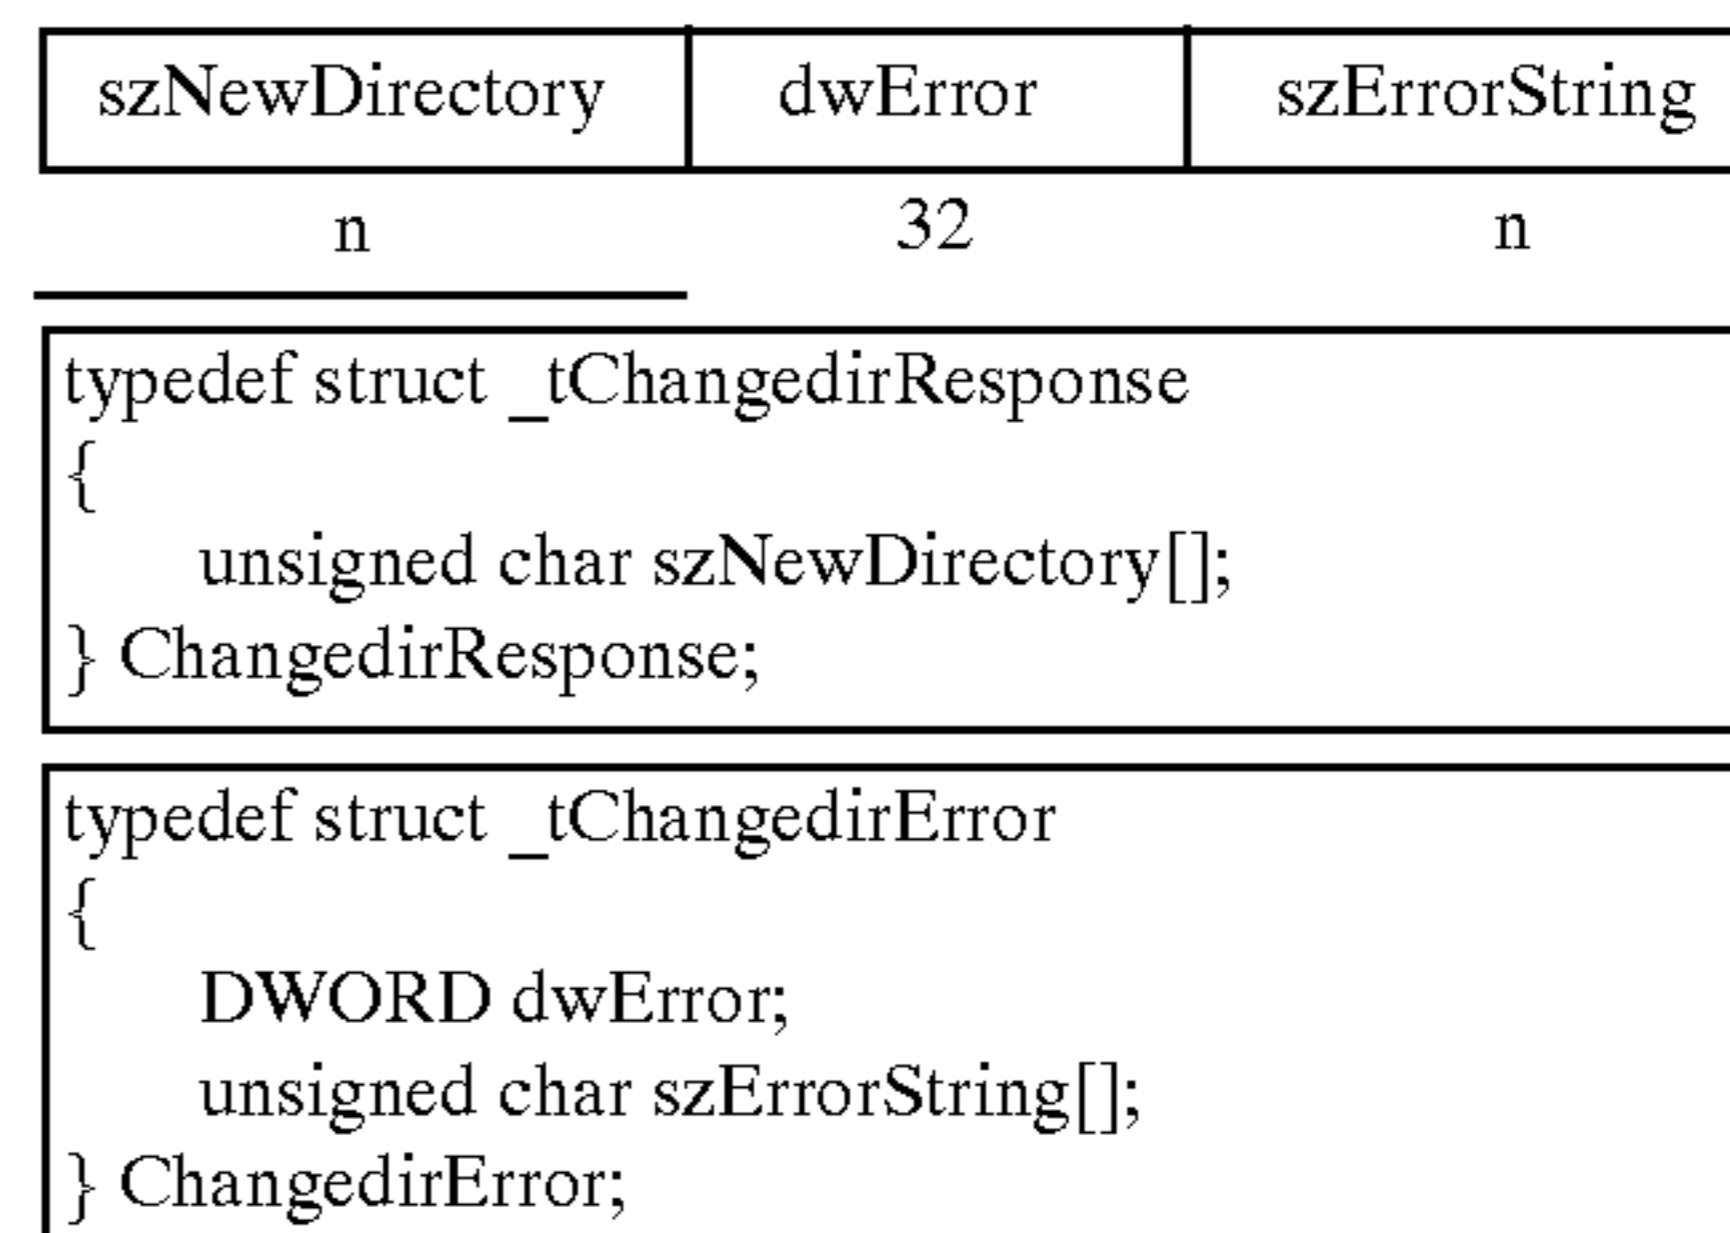 szNewDirectory dwError szErrorString
n 32 n
typedef struct _tChangedirResponse
{
unsigned char szNewDirectory[];
} ChangedirResponse;
typedef struct _tChangedirError
{
DWORD dwError;
unsigned char szErrorString[];
} ChangedirError;